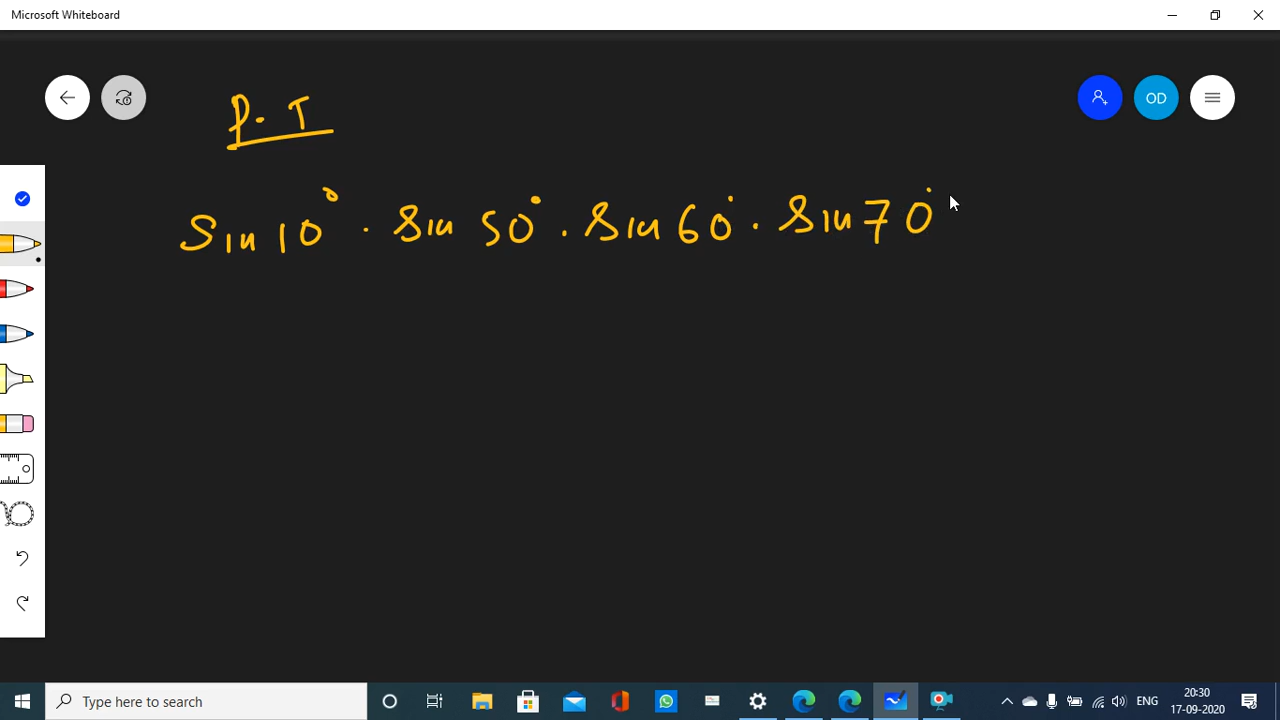 Microsoft Whiteboard
P. T
Sin 10° · Sin 50° · Sin 60° · Sin 70°
OD
Type here to search
ENG
20:30
17-09-2020